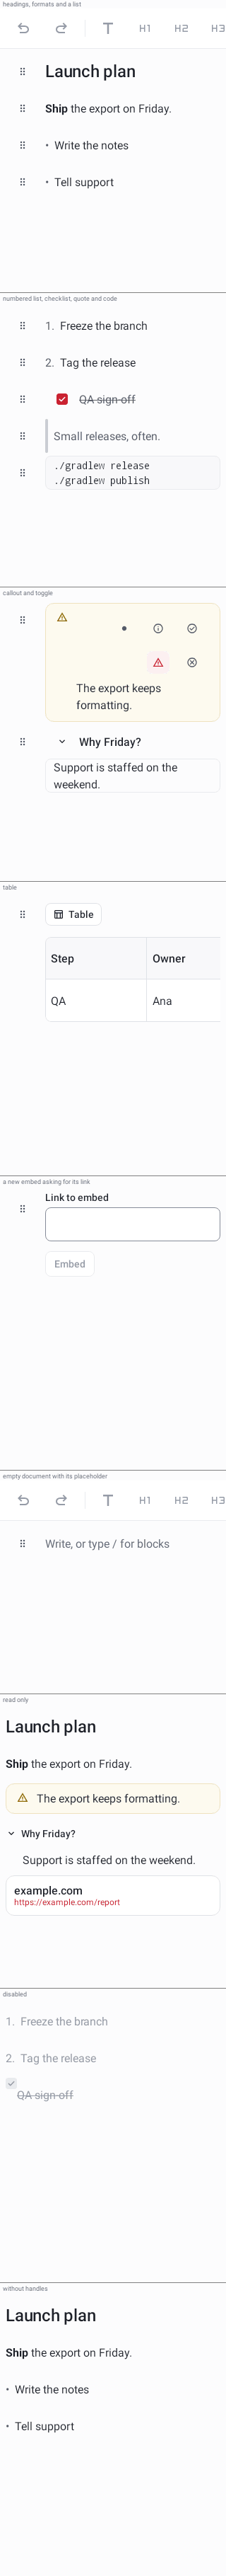 headings, formats and a list
T H1 H2 H3
Launch plan
Ship the export on Friday.
• Write the notes
• Tell support
numbered list, checklist, quote and code
1. Freeze the branch
2. Tag the release
QA sign off
Small releases, often.
./gradlew release
./gradlew publish
callout and toggle
The export keeps
formatting.
Why Friday?
Support is staffed on the
weekend.
table
Table
Step Owner
QA Ana
a new embed asking for its link
Link to embed
Embed
empty document with its placeholder
T H1 H2 H3
Write, or type / for blocks
read only
Launch plan
Ship the export on Friday.
The export keeps formatting.
Why Friday?
Support is staffed on the weekend.
example.com
https://example.com/report
disabled
1. Freeze the branch
2. Tag the release
QA sign off
without handles
Launch plan
Ship the export on Friday.
• Write the notes
• Tell support